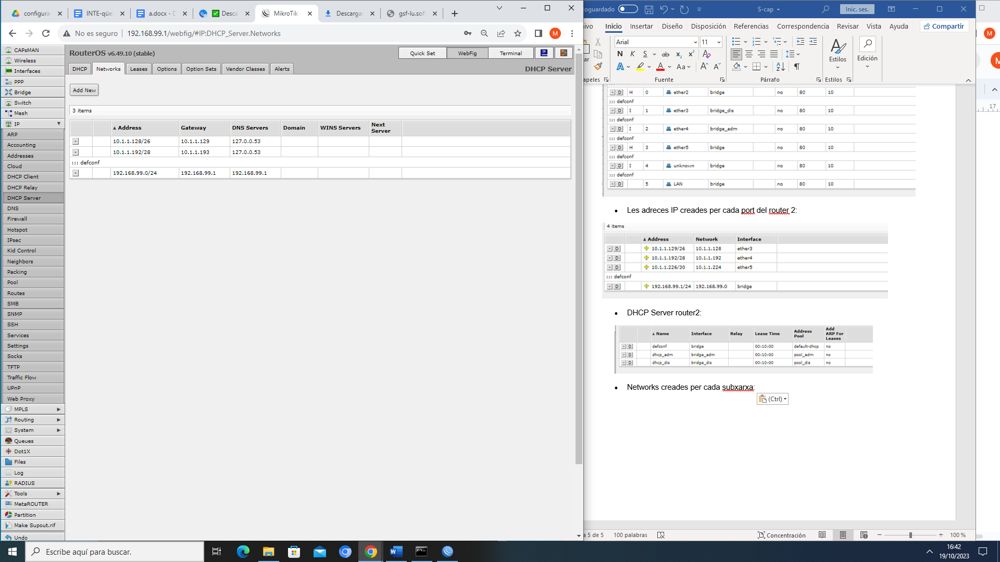 configura
INTE-qües
a.docx - D
Desca
MikroTik -
Descargas
gsf-lu.soft
No es seguro | 192.168.99.1/webfig/#IP:DHCP_Server.Networks
M
CAPsMAN
Wireless
Interfaces
PPP
Bridge
Switch
Mesh
IP
ARP
Accounting
Addresses
Cloud
DHCP Client
DHCP Relay
DHCP Server
DNS
Firewall
Hotspot
IPsec
Kid Control
Neighbors
Packing
Pool
Routes
SMB
SNMP
SSH
Services
Settings
Socks
TFTP
Traffic Flow
UPnP
Web Proxy
MPLS
Routing
System
Queues
Dot1X
Files
Log
RADIUS
Tools
MetaROUTER
Partition
Make Supout.rif
Undo
RouterOS v6.49.10 (stable)
Quick Set WebFig Terminal
DHCP Networks Leases Options Option Sets Vendor Classes Alerts
DHCP Server
Add New
3 items
Address Gateway DNS Servers Domain WINS Servers Next Server
- 10.1.1.128/26 10.1.1.129 127.0.0.53
- 10.1.1.192/28 10.1.1.193 127.0.0.53
;;; defconf
- 192.168.99.0/24 192.168.99.1 192.168.99.1
oguardado S-cap Inic. ses.
ivo Inicio Insertar Diseño Disposición Referencias Correspondencia Revisar Vista Ayuda Compartir
Arial 11
N K S ab x₂ x²
A A Aa A A
Estilos
Edición
apeles Fuente Párrafo Estilos
- D H 0 ether2 bridge no 80 10
;;; defconf
- D I 1 ether3 bridge_dis no 80 10
;;; defconf
- D I 2 ether4 bridge_adm no 80 10
;;; defconf
- D H 3 ether5 bridge no 80 10
;;; defconf
- D I 4 unknown bridge no 80 10
;;; defconf
- D 5 LAN bridge no 80 10
• Les adreces IP creades per cada port del router 2:
4 items
Address Network Interface
- D 10.1.1.129/26 10.1.1.128 ether3
- D 10.1.1.192/28 10.1.1.192 ether4
- D 10.1.1.226/30 10.1.1.224 ether5
;;; defconf
- D 192.168.99.1/24 192.168.99.0 bridge
• DHCP Server router2:
Name Interface Relay Lease Time Address Pool Add ARP For Leases
- D defconf bridge 00:10:00 default-dhcp no
- D dhcp_adm bridge_adm 00:10:00 pool_adm no
- D dhcp_dis bridge_dis 00:10:00 pool_dis no
• Networks creades per cada subxarxa:
(Ctrl)
a 5 de 5 100 palabras Concentración 100 %
17
M
Escribe aquí para buscar.
16:42
19/10/2023